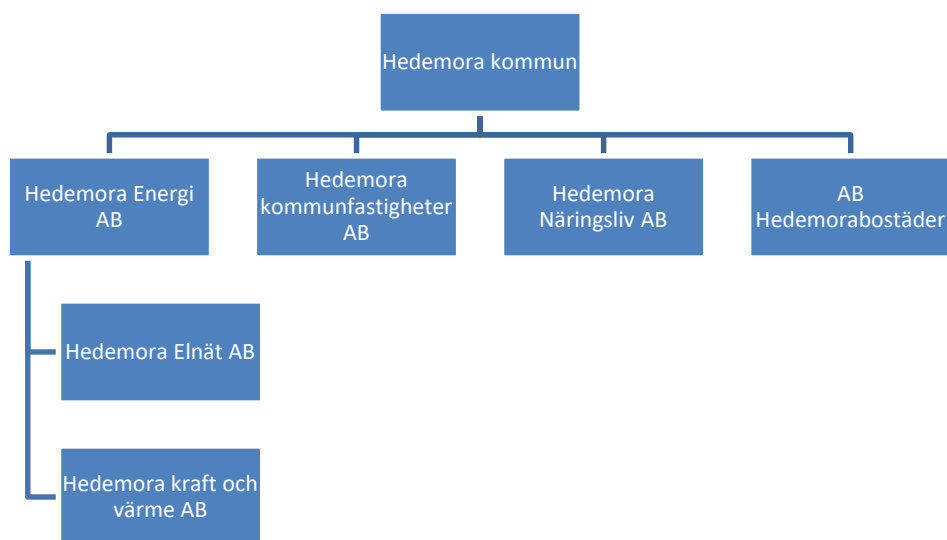 Hedemora kommun
Hedemora Energi
AB
Hedemora
kommunfastigheter
AB
Hedemora
Näringsliv AB
AB
Hedemorabostäder
Hedemora Elnät AB
Hedemora kraft och
värme AB